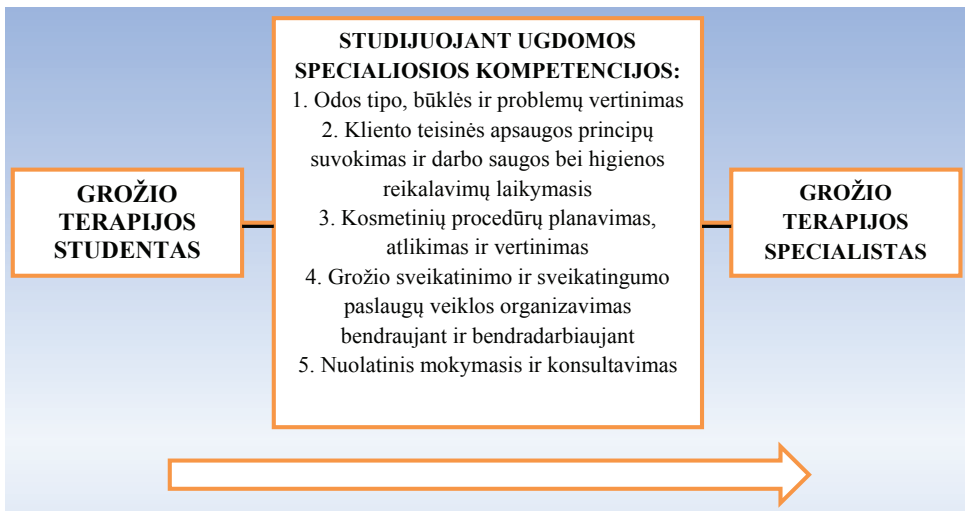 GROŽIO
TERAPIJOS
STUDENTAS
STUDIJUOJANT UGDOMOS
SPECIALIOSIOS KOMPETENCIJOS:
1. Odos tipo, būklės ir problemų vertinimas
2. Kliento teisinės apsaugos principų
suvokimas ir darbo saugos bei higienos
reikalavimų laikymasis
3. Kosmetinių procedūrų planavimas,
atlikimas ir vertinimas
4. Grožio sveikatinimo ir sveikatingumo
paslaugų veiklos organizavimas
bendraujant ir bendradarbiaujant
5. Nuolatinis mokymasis ir konsultavimas
GROŽIO
TERAPIJOS
SPECIALISTAS